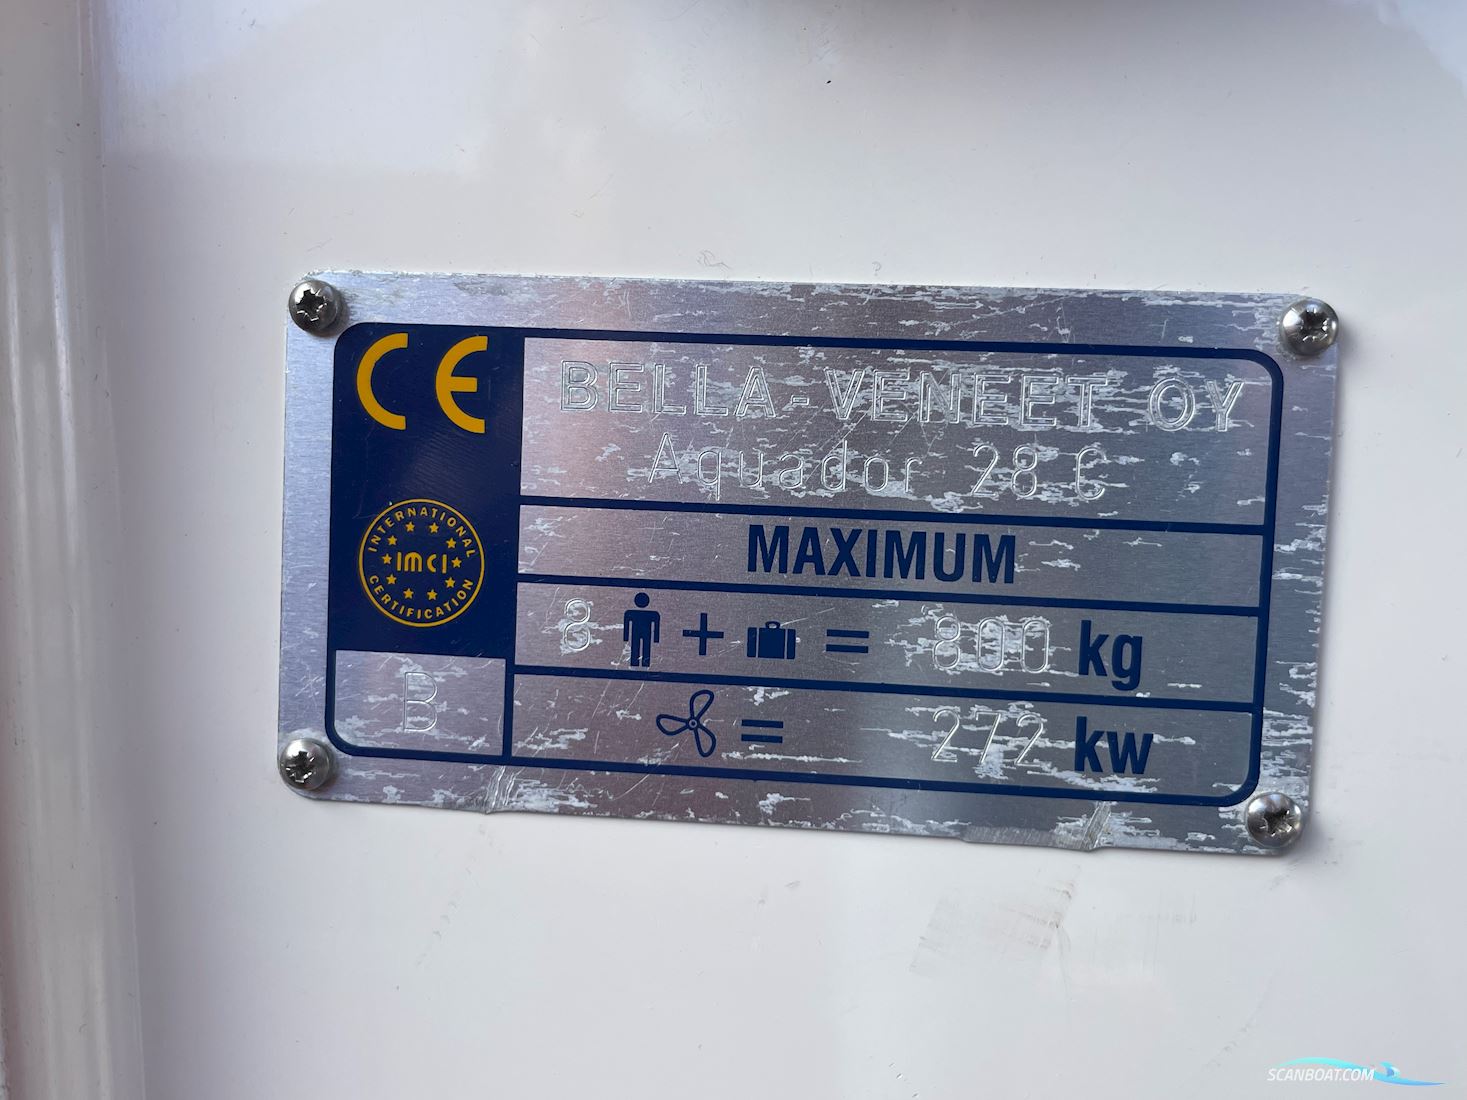 CE
BELLA-VENEET OY
Aquador 28 C
INTERNATIONAL
IMCI
CERTIFICATION
MAXIMUM
8 + = 800 kg
B
= 272 kw
SCANBOAT.COM